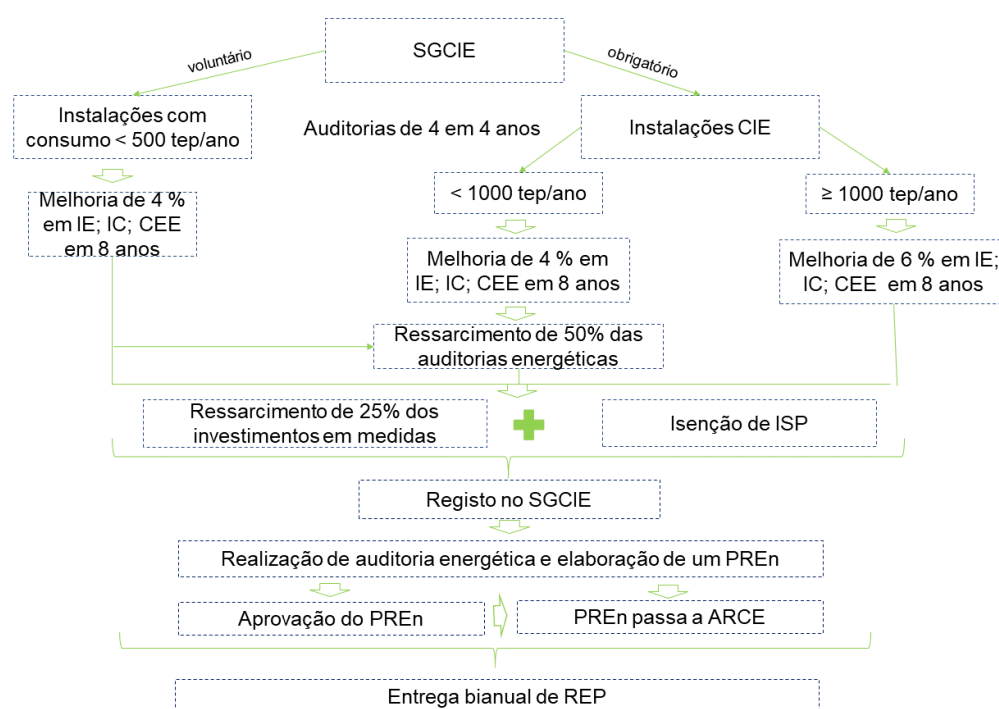 SGCIE
voluntário
obrigatório
Instalações com
consumo < 500 tep/ano
Auditorias de 4 em 4 anos
Instalações CIE
Melhoria de 4 %
em IE; IC; CEE
em 8 anos
< 1000 tep/ano
≥ 1000 tep/ano
Melhoria de 4 % em
IE; IC; CEE em 8 anos
Melhoria de 6 % em IE;
IC; CEE em 8 anos
Ressarcimento de 50% das
auditorias energéticas
Ressarcimento de 25% dos
investimentos em medidas
Isenção de ISP
Registo no SGCIE
Realização de auditoria energética e elaboração de um PREn
Aprovação do PREn
PREn passa a ARCE
Entrega bianual de REP